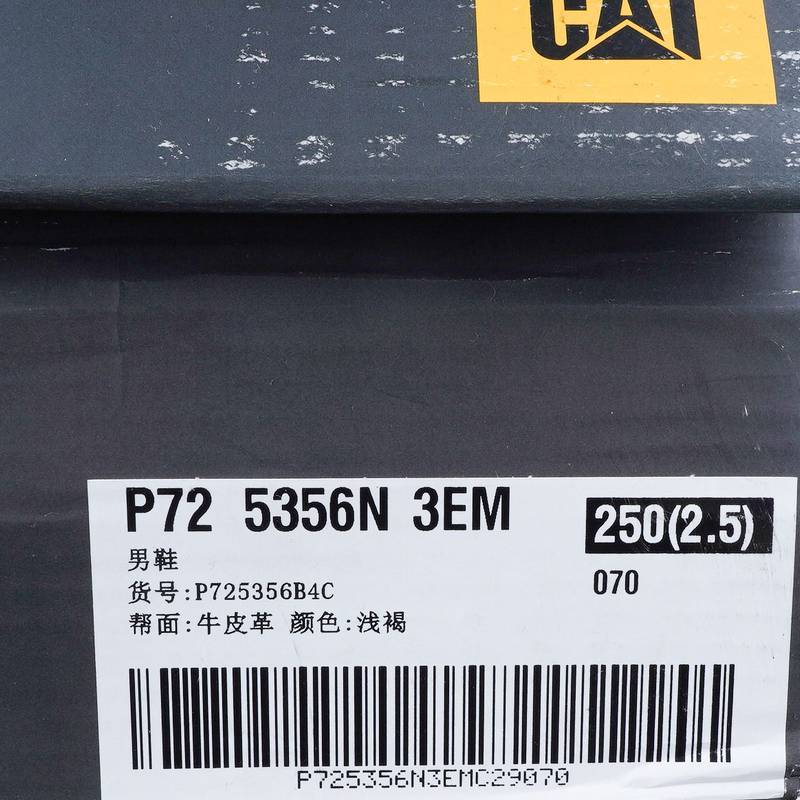 CAT
P72 5356N 3EM
250(2.5)
男鞋
070
货号:P725356B4C
帮面:牛皮革 颜色:浅褐
P725356N3EMC29070